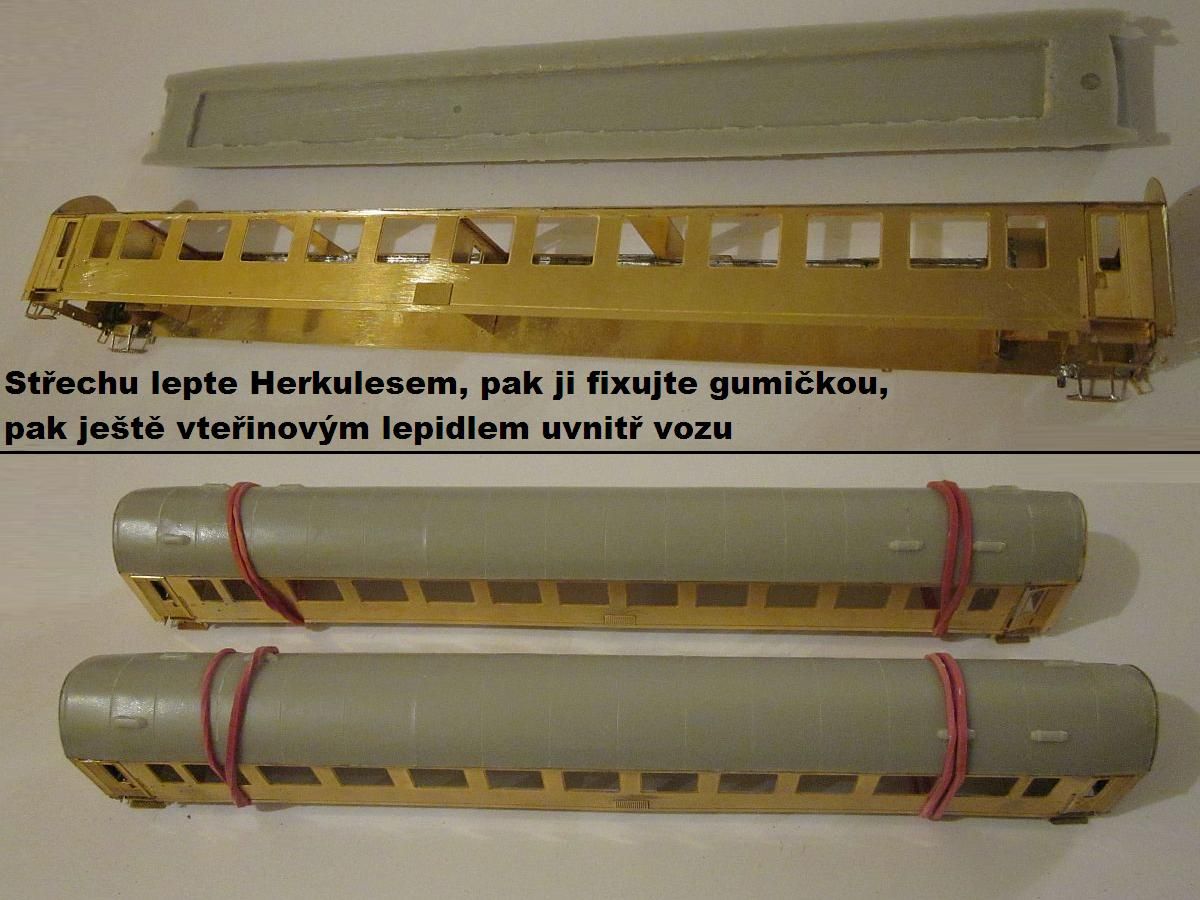 Střechu lepte Herkulesem, pak ji fixujte gumičkou,
pak ještě vteřinovým lepidlem uvnitř vozu